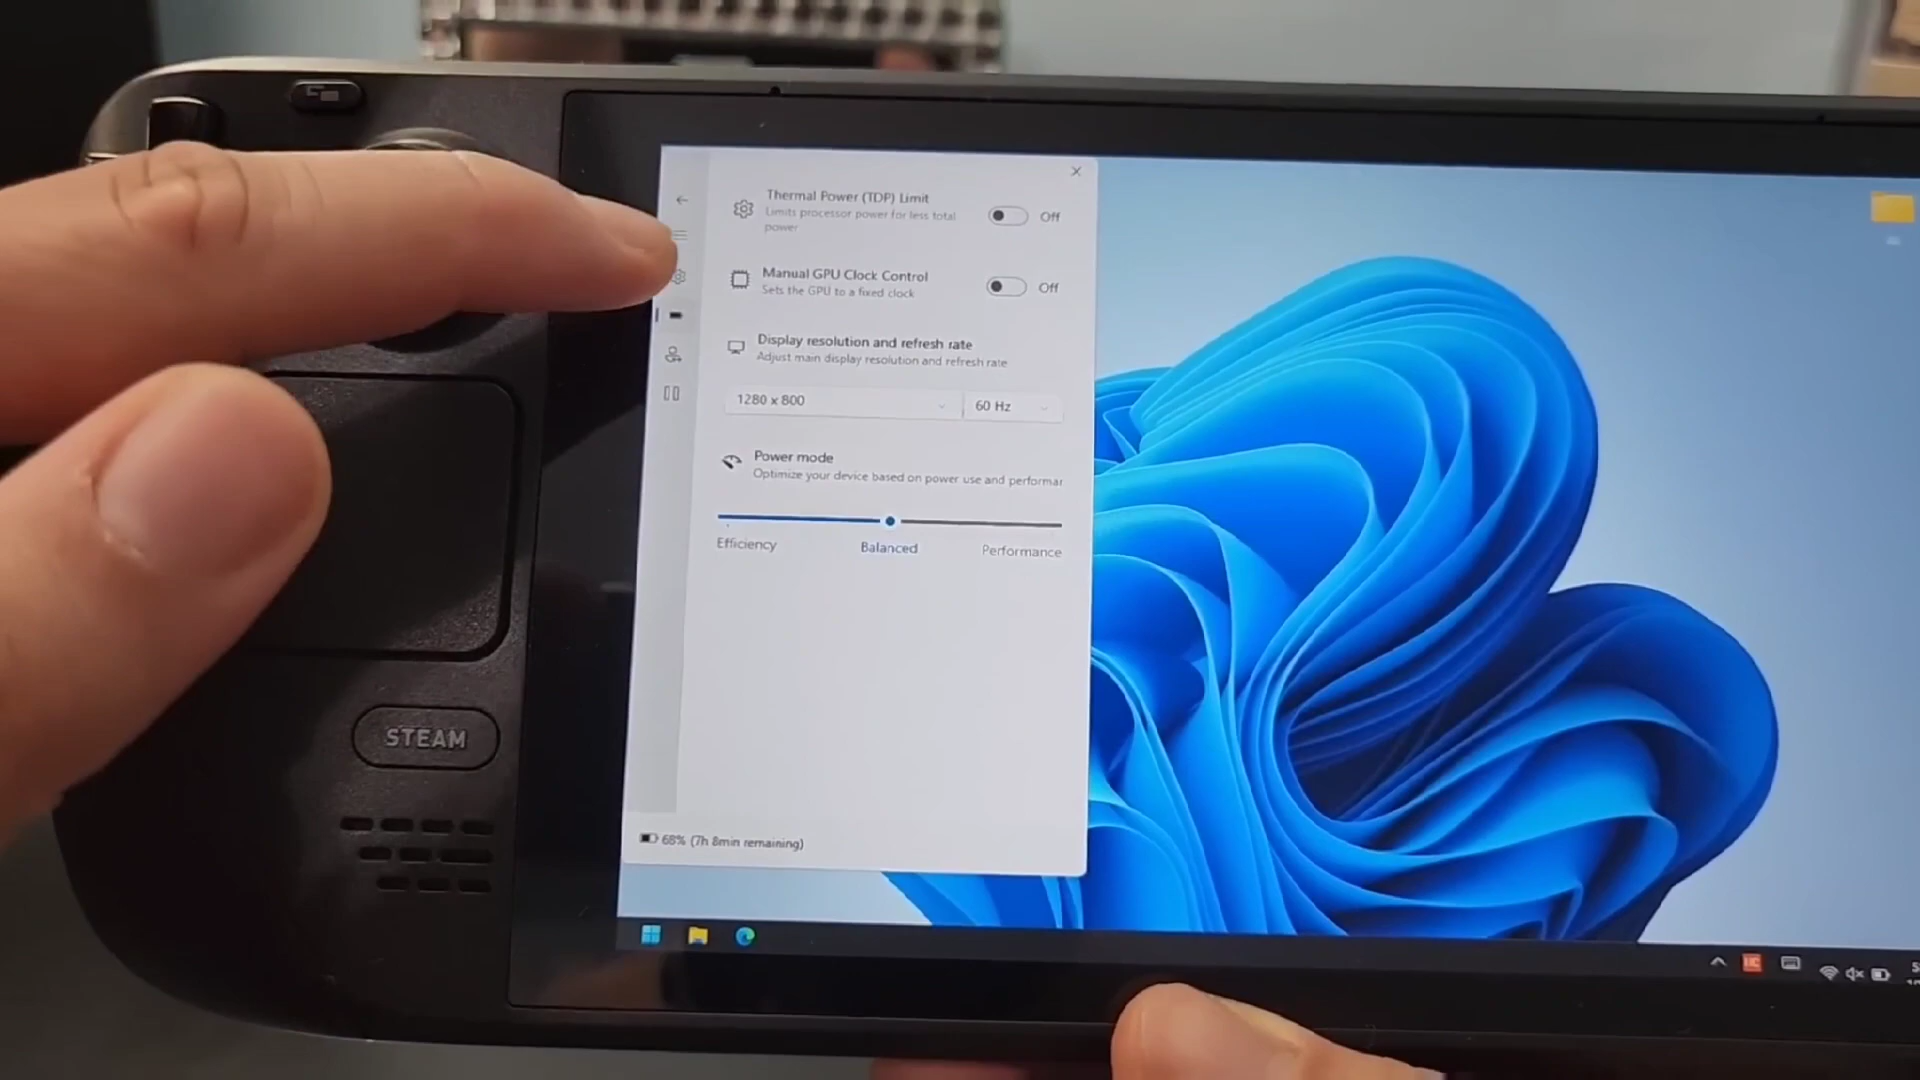 Thermal Power (TDP) Limit
Limits processor power for less total
power
Off
Manual GPU Clock Control
Sets the GPU to a fixed clock
Off
Display resolution and refresh rate
Adjust main display resolution and refresh rate
1280 x 800
60 Hz
Power mode
Optimize your device based on power use and performar
Efficiency
Balanced
Performance
68% (7h 8min remaining)
STEAM